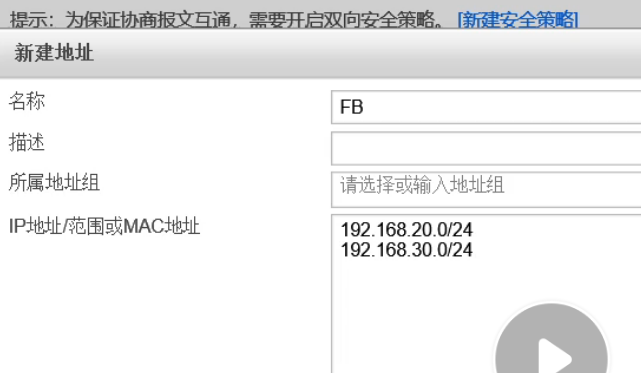 提示：为保证协商报文互通，需要开启双向安全策略。 [新建安全策略]
新建地址
名称 FB
描述
所属地址组 请选择或输入地址组
IP地址/范围或MAC地址 192.168.20.0/24
192.168.30.0/24